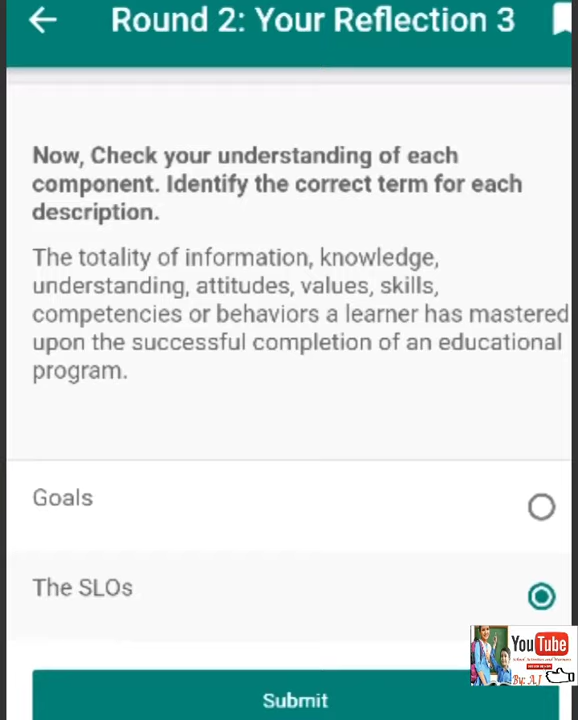 Round 2: Your Reflection 3
Now, Check your understanding of each
component. Identify the correct term for each
description.
The totality of information, knowledge,
understanding, attitudes, values, skills,
competencies or behaviors a learner has mastered
upon the successful completion of an educational
program.
Goals
The SLOs
YouTube
By: A.J
Submit